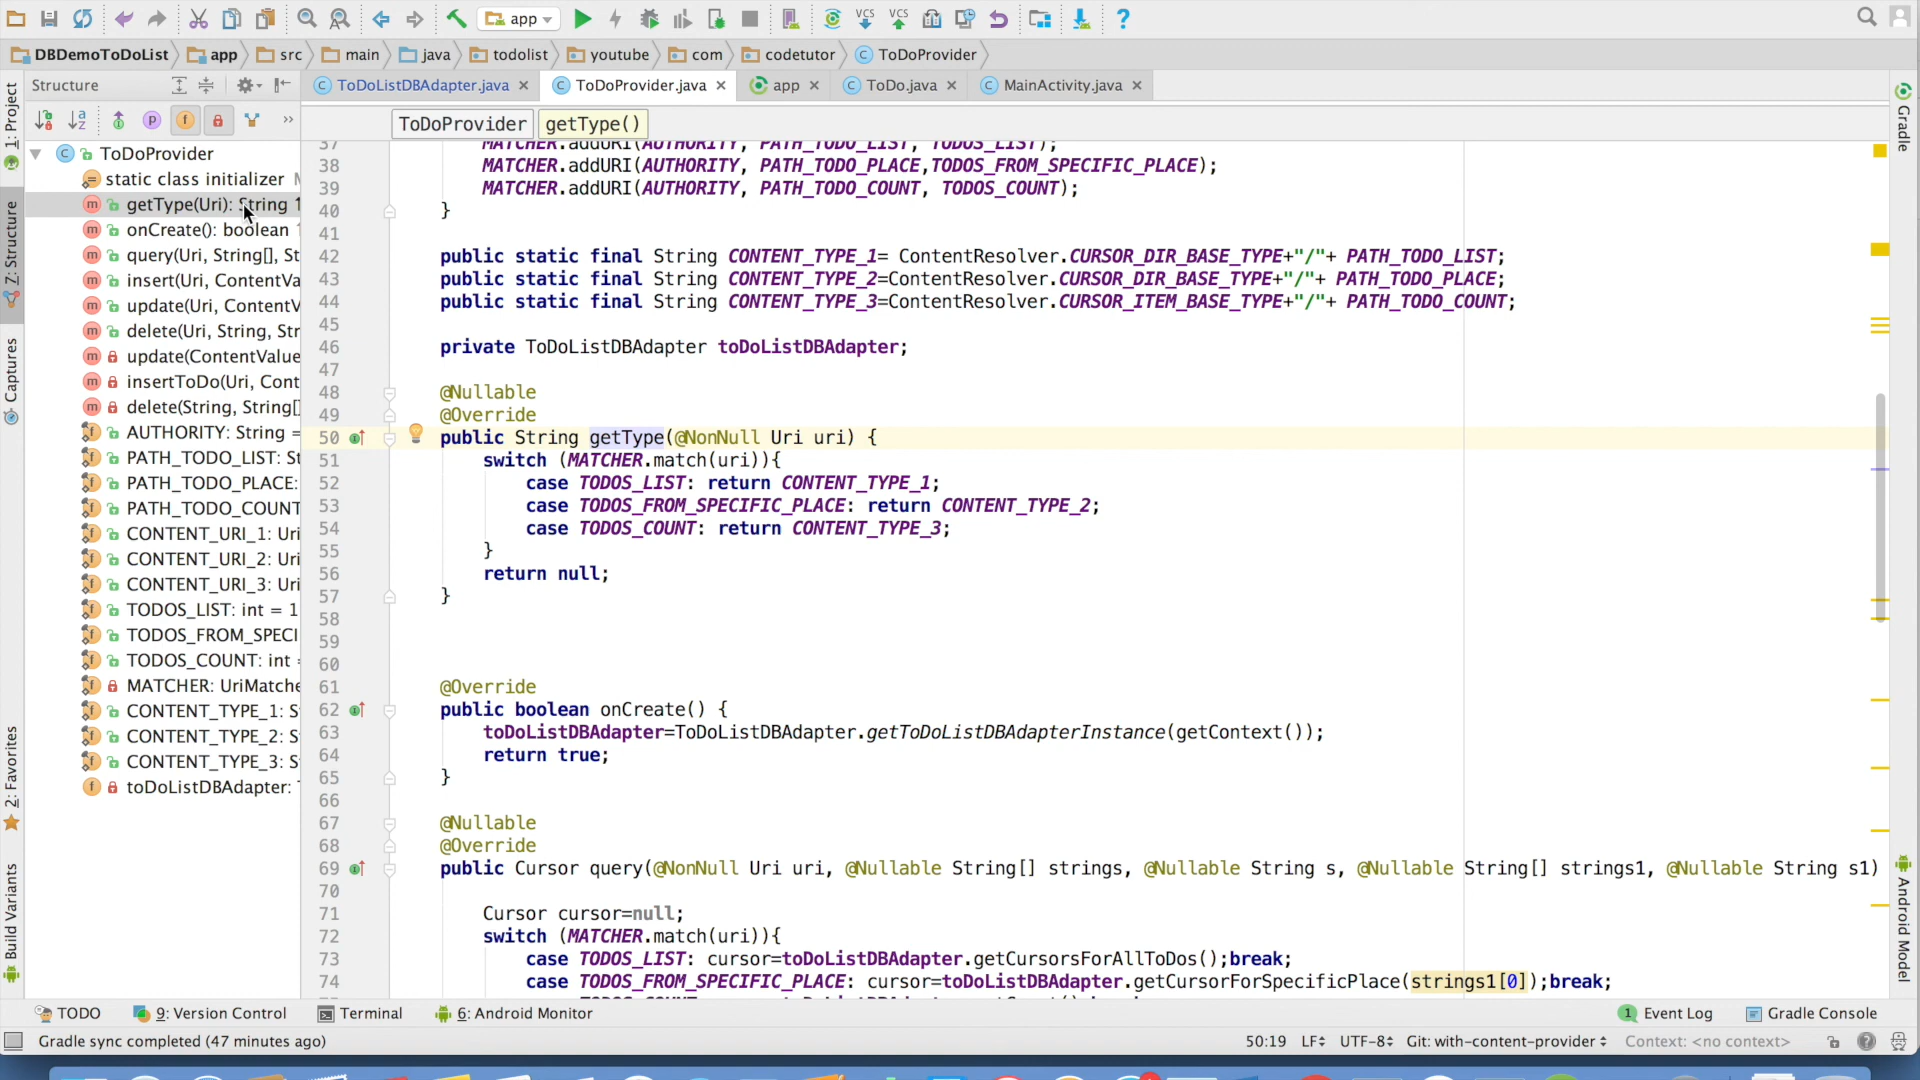 app
VCS
VCS
?
DBDemoToDoList
app
src
main
java
todolist
youtube
com
codetutor
ToDoProvider
Structure
ToDoListDBAdapter.java
ToDoProvider.java
app
ToDo.java
MainActivity.java
ToDoProvider
getType()
1: Project
7: Structure
Captures
2: Favorites
Build Variants
Gradle
Android Model
ToDoProvider
static class initializer
getType(Uri): String
onCreate(): boolean
query(Uri, String[], St
insert(Uri, ContentVa
update(Uri, ContentV
delete(Uri, String, Str
update(ContentValue
insertToDo(Uri, Cont
delete(String, String[]
AUTHORITY: String =
PATH_TODO_LIST: St
PATH_TODO_PLACE:
PATH_TODO_COUNT
CONTENT_URI_1: Uri
CONTENT_URI_2: Uri
CONTENT_URI_3: Uri
TODOS_LIST: int = 1
TODOS_FROM_SPECI
TODOS_COUNT: int =
MATCHER: UriMatche
CONTENT_TYPE_1: S
CONTENT_TYPE_2: S
CONTENT_TYPE_3: S
toDoListDBAdapter:
37 MATCHER.addURI(AUTHORITY, PATH_TODO_LIST, TODOS_LIST);
38 MATCHER.addURI(AUTHORITY, PATH_TODO_PLACE,TODOS_FROM_SPECIFIC_PLACE);
39 MATCHER.addURI(AUTHORITY, PATH_TODO_COUNT, TODOS_COUNT);
40 }
41
42 public static final String CONTENT_TYPE_1= ContentResolver.CURSOR_DIR_BASE_TYPE+"/"+ PATH_TODO_LIST;
43 public static final String CONTENT_TYPE_2=ContentResolver.CURSOR_DIR_BASE_TYPE+"/"+ PATH_TODO_PLACE;
44 public static final String CONTENT_TYPE_3=ContentResolver.CURSOR_ITEM_BASE_TYPE+"/"+ PATH_TODO_COUNT;
45
46 private ToDoListDBAdapter toDoListDBAdapter;
47
48 @Nullable
49 @Override
50 public String getType(@NonNull Uri uri) {
51 switch (MATCHER.match(uri)){
52 case TODOS_LIST: return CONTENT_TYPE_1;
53 case TODOS_FROM_SPECIFIC_PLACE: return CONTENT_TYPE_2;
54 case TODOS_COUNT: return CONTENT_TYPE_3;
55 }
56 return null;
57 }
58
59
60
61 @Override
62 public boolean onCreate() {
63 toDoListDBAdapter=ToDoListDBAdapter.getToDoListDBAdapterInstance(getContext());
64 return true;
65 }
66
67 @Nullable
68 @Override
69 public Cursor query(@NonNull Uri uri, @Nullable String[] strings, @Nullable String s, @Nullable String[] strings1, @Nullable String s1)
70
71 Cursor cursor=null;
72 switch (MATCHER.match(uri)){
73 case TODOS_LIST: cursor=toDoListDBAdapter.getCursorsForAllToDos();break;
74 case TODOS_FROM_SPECIFIC_PLACE: cursor=toDoListDBAdapter.getCursorForSpecificPlace(strings1[0]);break;
TODO
9: Version Control
Terminal
6: Android Monitor
1 Event Log
Gradle Console
Gradle sync completed (47 minutes ago)
50:19 LF UTF-8 Git: with-content-provider Context: <no context>